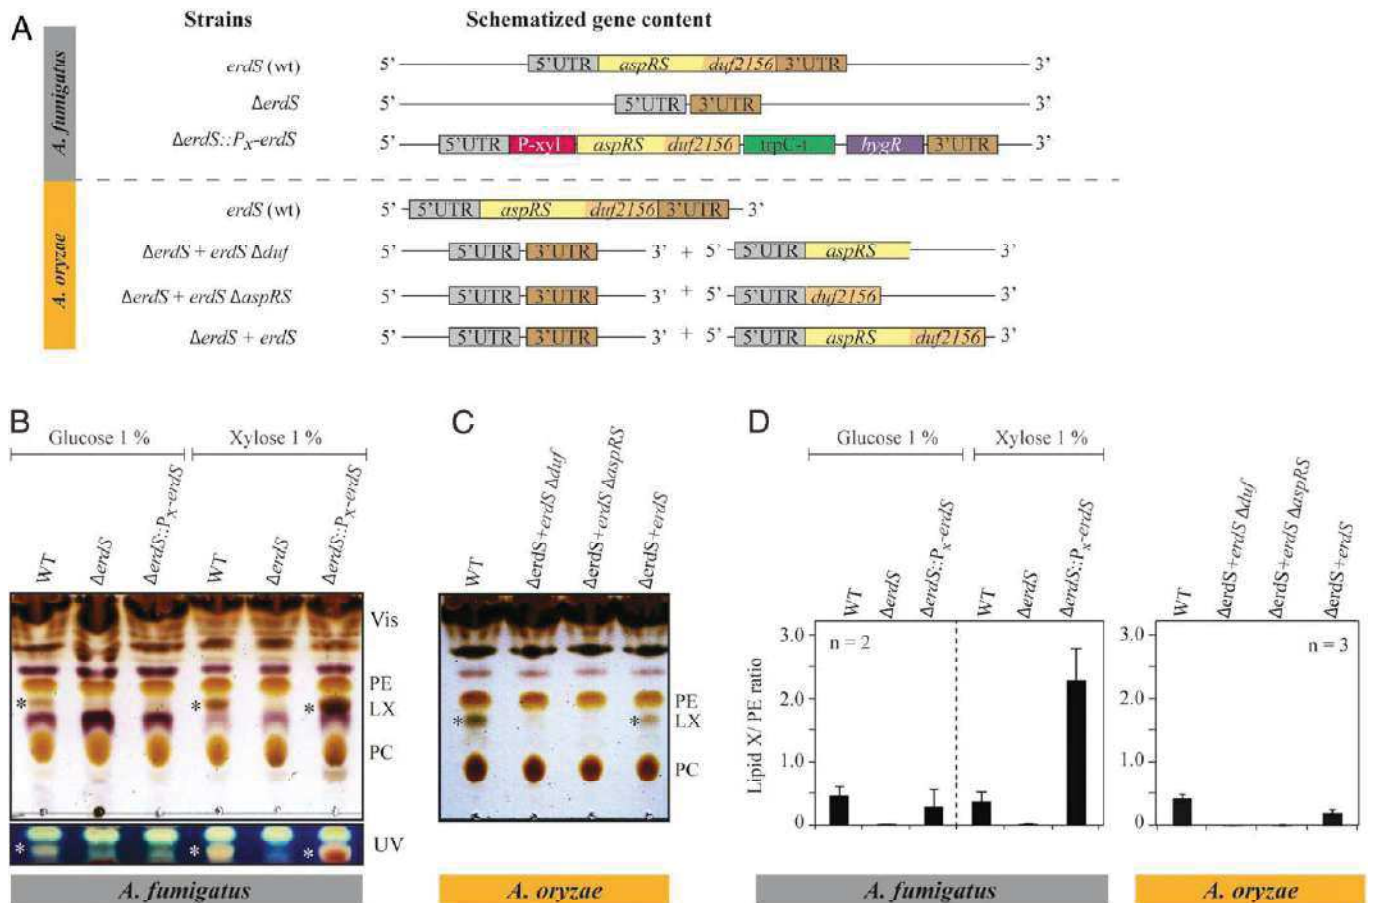 A
Strains
Schematized gene content
A. fumigatus
erdS (wt)
5' 5'UTR aspRS duf2156 3'UTR 3'
ΔerdS
5' 5'UTR 3'UTR 3'
ΔerdS::PX-erdS
5' 5'UTR P-xyl aspRS duf2156 trpC-t hygR 3'UTR 3'
A. oryzae
erdS (wt)
5' 5'UTR aspRS duf2156 3'UTR 3'
ΔerdS + erdS Δduf
5' 5'UTR 3'UTR 3' + 5' 5'UTR aspRS 3'
ΔerdS + erdS ΔaspRS
5' 5'UTR 3'UTR 3' + 5' 5'UTR duf2156 3'
ΔerdS + erdS
5' 5'UTR 3'UTR 3' + 5' 5'UTR aspRS duf2156 3'
B
Glucose 1 %
Xylose 1 %
WT
ΔerdS
ΔerdS::PX-erdS
WT
ΔerdS
ΔerdS::PX-erdS
Vis
PE
* * * LX
PC
* * * UV
A. fumigatus
C
WT
ΔerdS+erdS Δduf
ΔerdS+erdS ΔaspRS
ΔerdS+erdS
PE
* * LX
PC
A. oryzae
D
Glucose 1 %
Xylose 1 %
WT
ΔerdS
ΔerdS::Px-erdS
WT
ΔerdS
ΔerdS::Px-erdS
Lipid X/ PE ratio
3.0
2.0
1.0
0
n = 2
A. fumigatus
WT
ΔerdS+erdS Δduf
ΔerdS+erdS ΔaspRS
ΔerdS+erdS
3.0
2.0
1.0
0
n = 3
A. oryzae